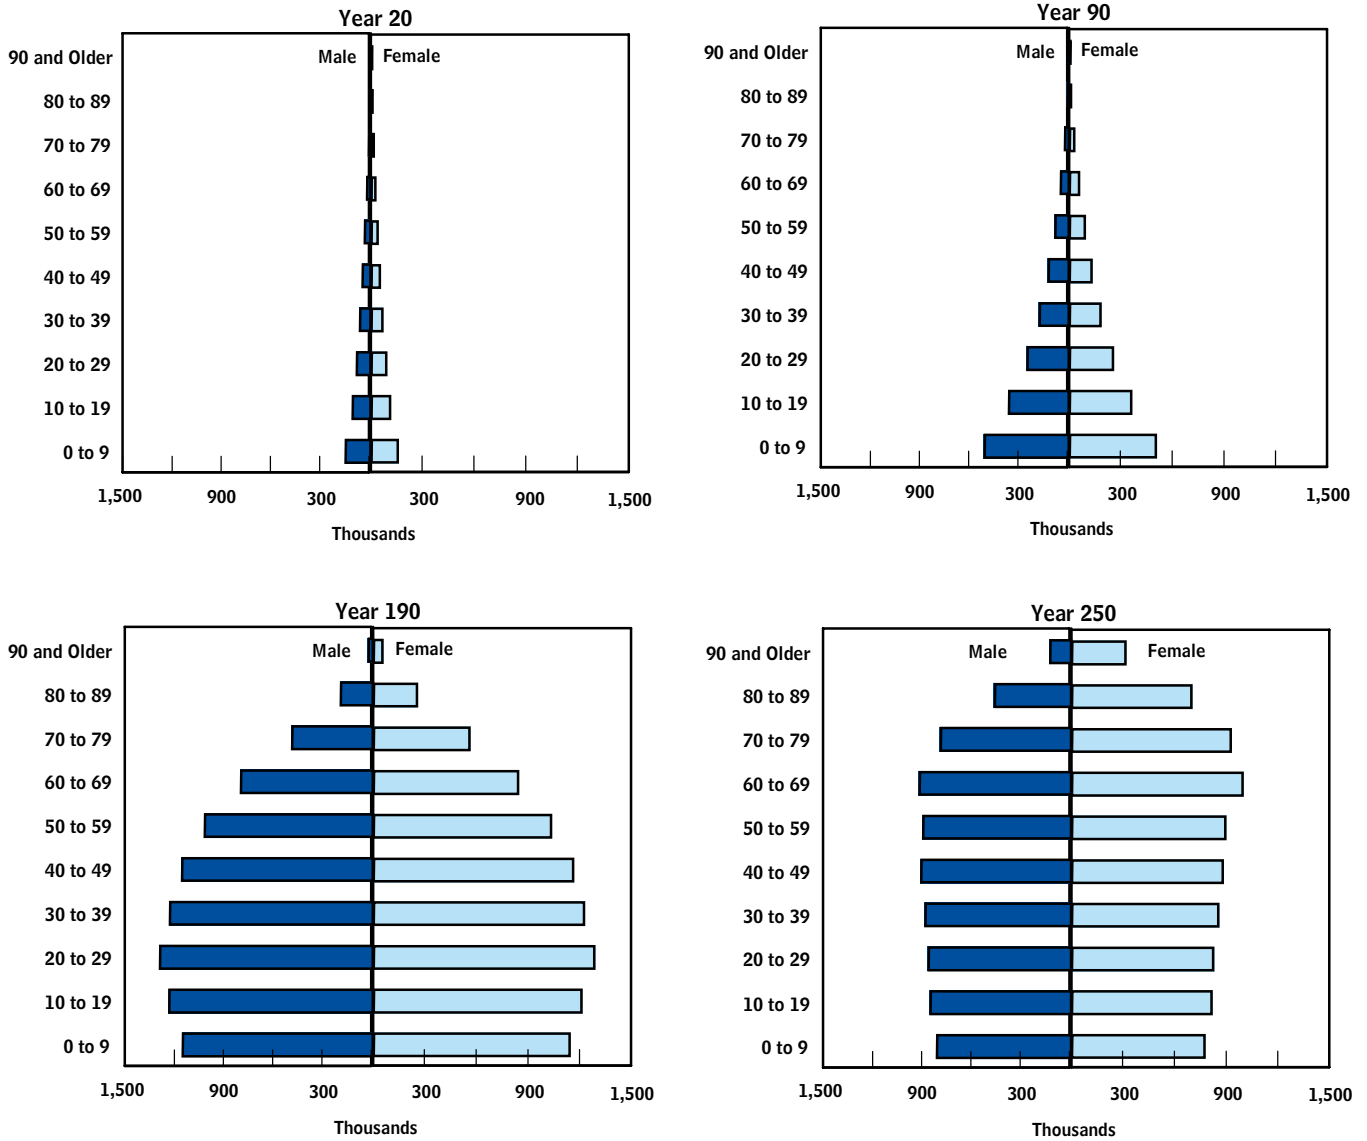 Year 20
Male Female
90 and Older
80 to 89
70 to 79
60 to 69
50 to 59
40 to 49
30 to 39
20 to 29
10 to 19
0 to 9
1,500 900 300 300 900 1,500
Thousands
Year 90
Male Female
90 and Older
80 to 89
70 to 79
60 to 69
50 to 59
40 to 49
30 to 39
20 to 29
10 to 19
0 to 9
1,500 900 300 300 900 1,500
Thousands
Year 190
Male Female
90 and Older
80 to 89
70 to 79
60 to 69
50 to 59
40 to 49
30 to 39
20 to 29
10 to 19
0 to 9
1,500 900 300 300 900 1,500
Thousands
Year 250
Male Female
90 and Older
80 to 89
70 to 79
60 to 69
50 to 59
40 to 49
30 to 39
20 to 29
10 to 19
0 to 9
1,500 900 300 300 900 1,500
Thousands